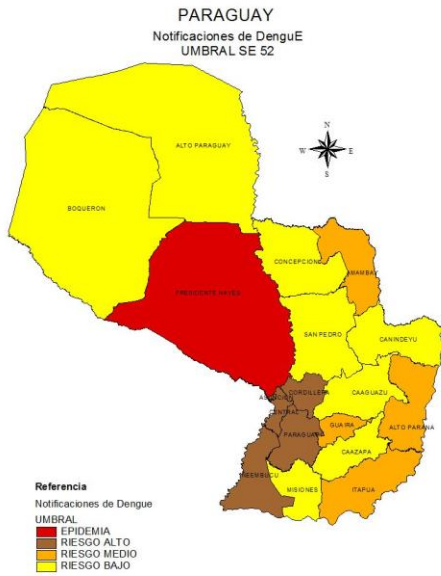 PARAGUAY
Notificaciones de DenguE
UMBRAL SE 52
N
W E
S
ALTO PARAGUAY
BOQUERON
CONCEPCION
AMAMBAY
PRESIDENTE HAYES
SAN PEDRO
CANINDEYU
CORDILLERA
CAAGUAZU
ASUNCION
CENTRAL
ALTO PARANA
PARAGUARI
GUAIRA
CAAZAPA
ÑEEMBUCU
MISIONES
ITAPUA
Referencia
Notificaciones de Dengue
UMBRAL
EPIDEMIA
RIESGO ALTO
RIESGO MEDIO
RIESGO BAJO